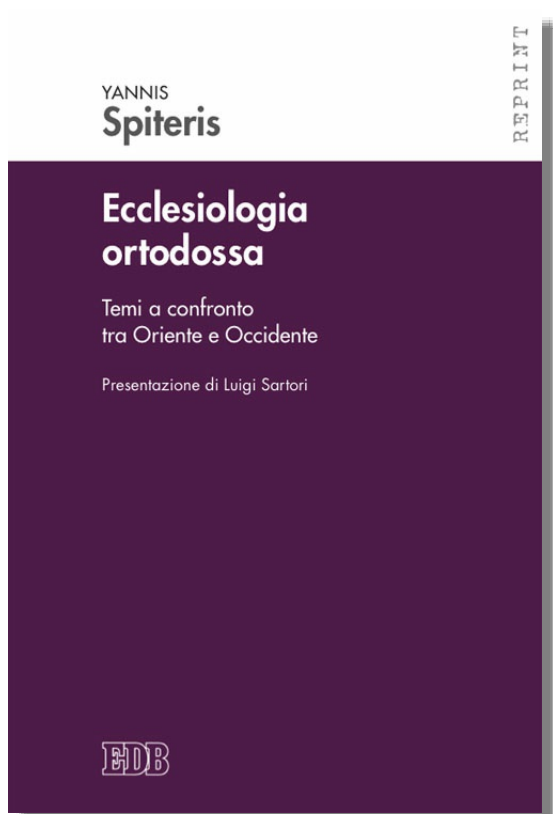 YANNIS
Spiteris
REPRINT
Ecclesiologia
ortodossa
Temi a confronto
tra Oriente e Occidente
Presentazione di Luigi Sartori
EDB